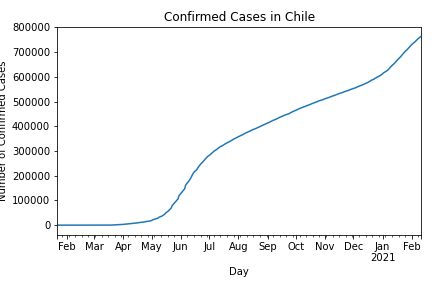 Confirmed Cases in Chile
Number of Confirmed Cases
800000
700000
600000
500000
400000
300000
200000
100000
0
Feb Mar Apr May Jun Jul Aug Sep Oct Nov Dec Jan Feb
2021
Day